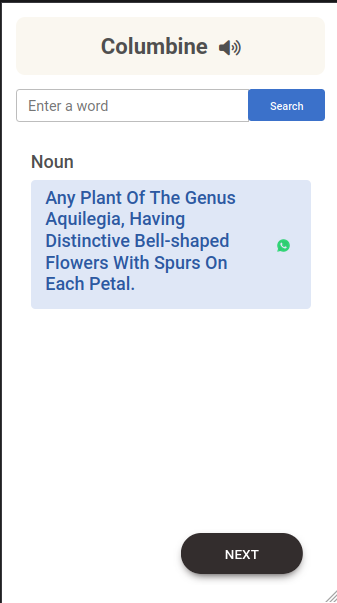 Columbine
Enter a word
Search
Noun
Any Plant Of The Genus
Aquilegia, Having
Distinctive Bell-shaped
Flowers With Spurs On
Each Petal.
NEXT